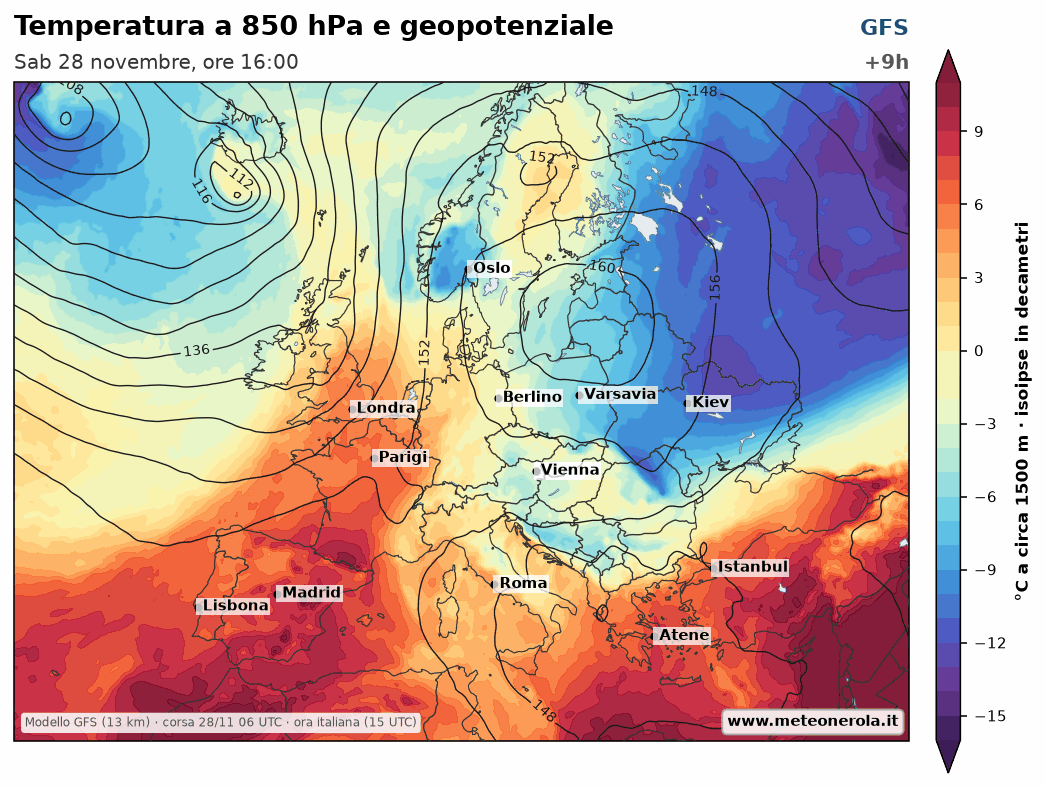 Temperatura a 850 hPa e geopotenziale
GFS
Sab 28 novembre, ore 16:00
+9h
108
148
112
116
152
160
156
136
152
148
Oslo
Berlino
Varsavia
Kiev
Londra
Parigi
Vienna
Roma
Istanbul
Madrid
Lisbona
Atene
9
6
3
0
−3
−6
−9
−12
−15
°C a circa 1500 m · isoipse in decametri
Modello GFS (13 km) · corsa 28/11 06 UTC · ora italiana (15 UTC)
www.meteonerola.it